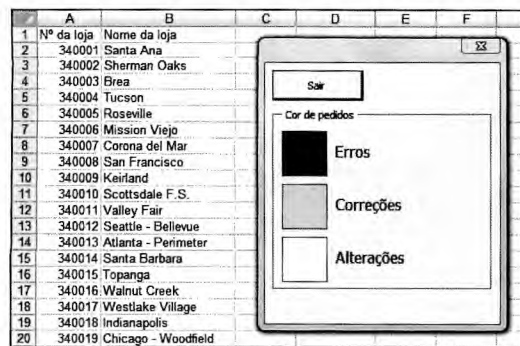 A B C D E F
1 Nº da loja Nome da loja
2 340001 Santa Ana
3 340002 Sherman Oaks
4 340003 Brea
5 340004 Tucson
6 340005 Roseville
7 340006 Mission Viejo
8 340007 Corona del Mar
9 340008 San Francisco
10 340009 Keirland
11 340010 Scottsdale F.S.
12 340011 Valley Fair
13 340012 Seattle - Bellevue
14 340013 Atlanta - Perimeter
15 340014 Santa Barbara
16 340015 Topanga
17 340016 Walnut Creek
18 340017 Westlake Village
19 340018 Indianapolis
20 340019 Chicago - Woodfield
Sair
Cor de pedidos
Erros
Correções
Alterações